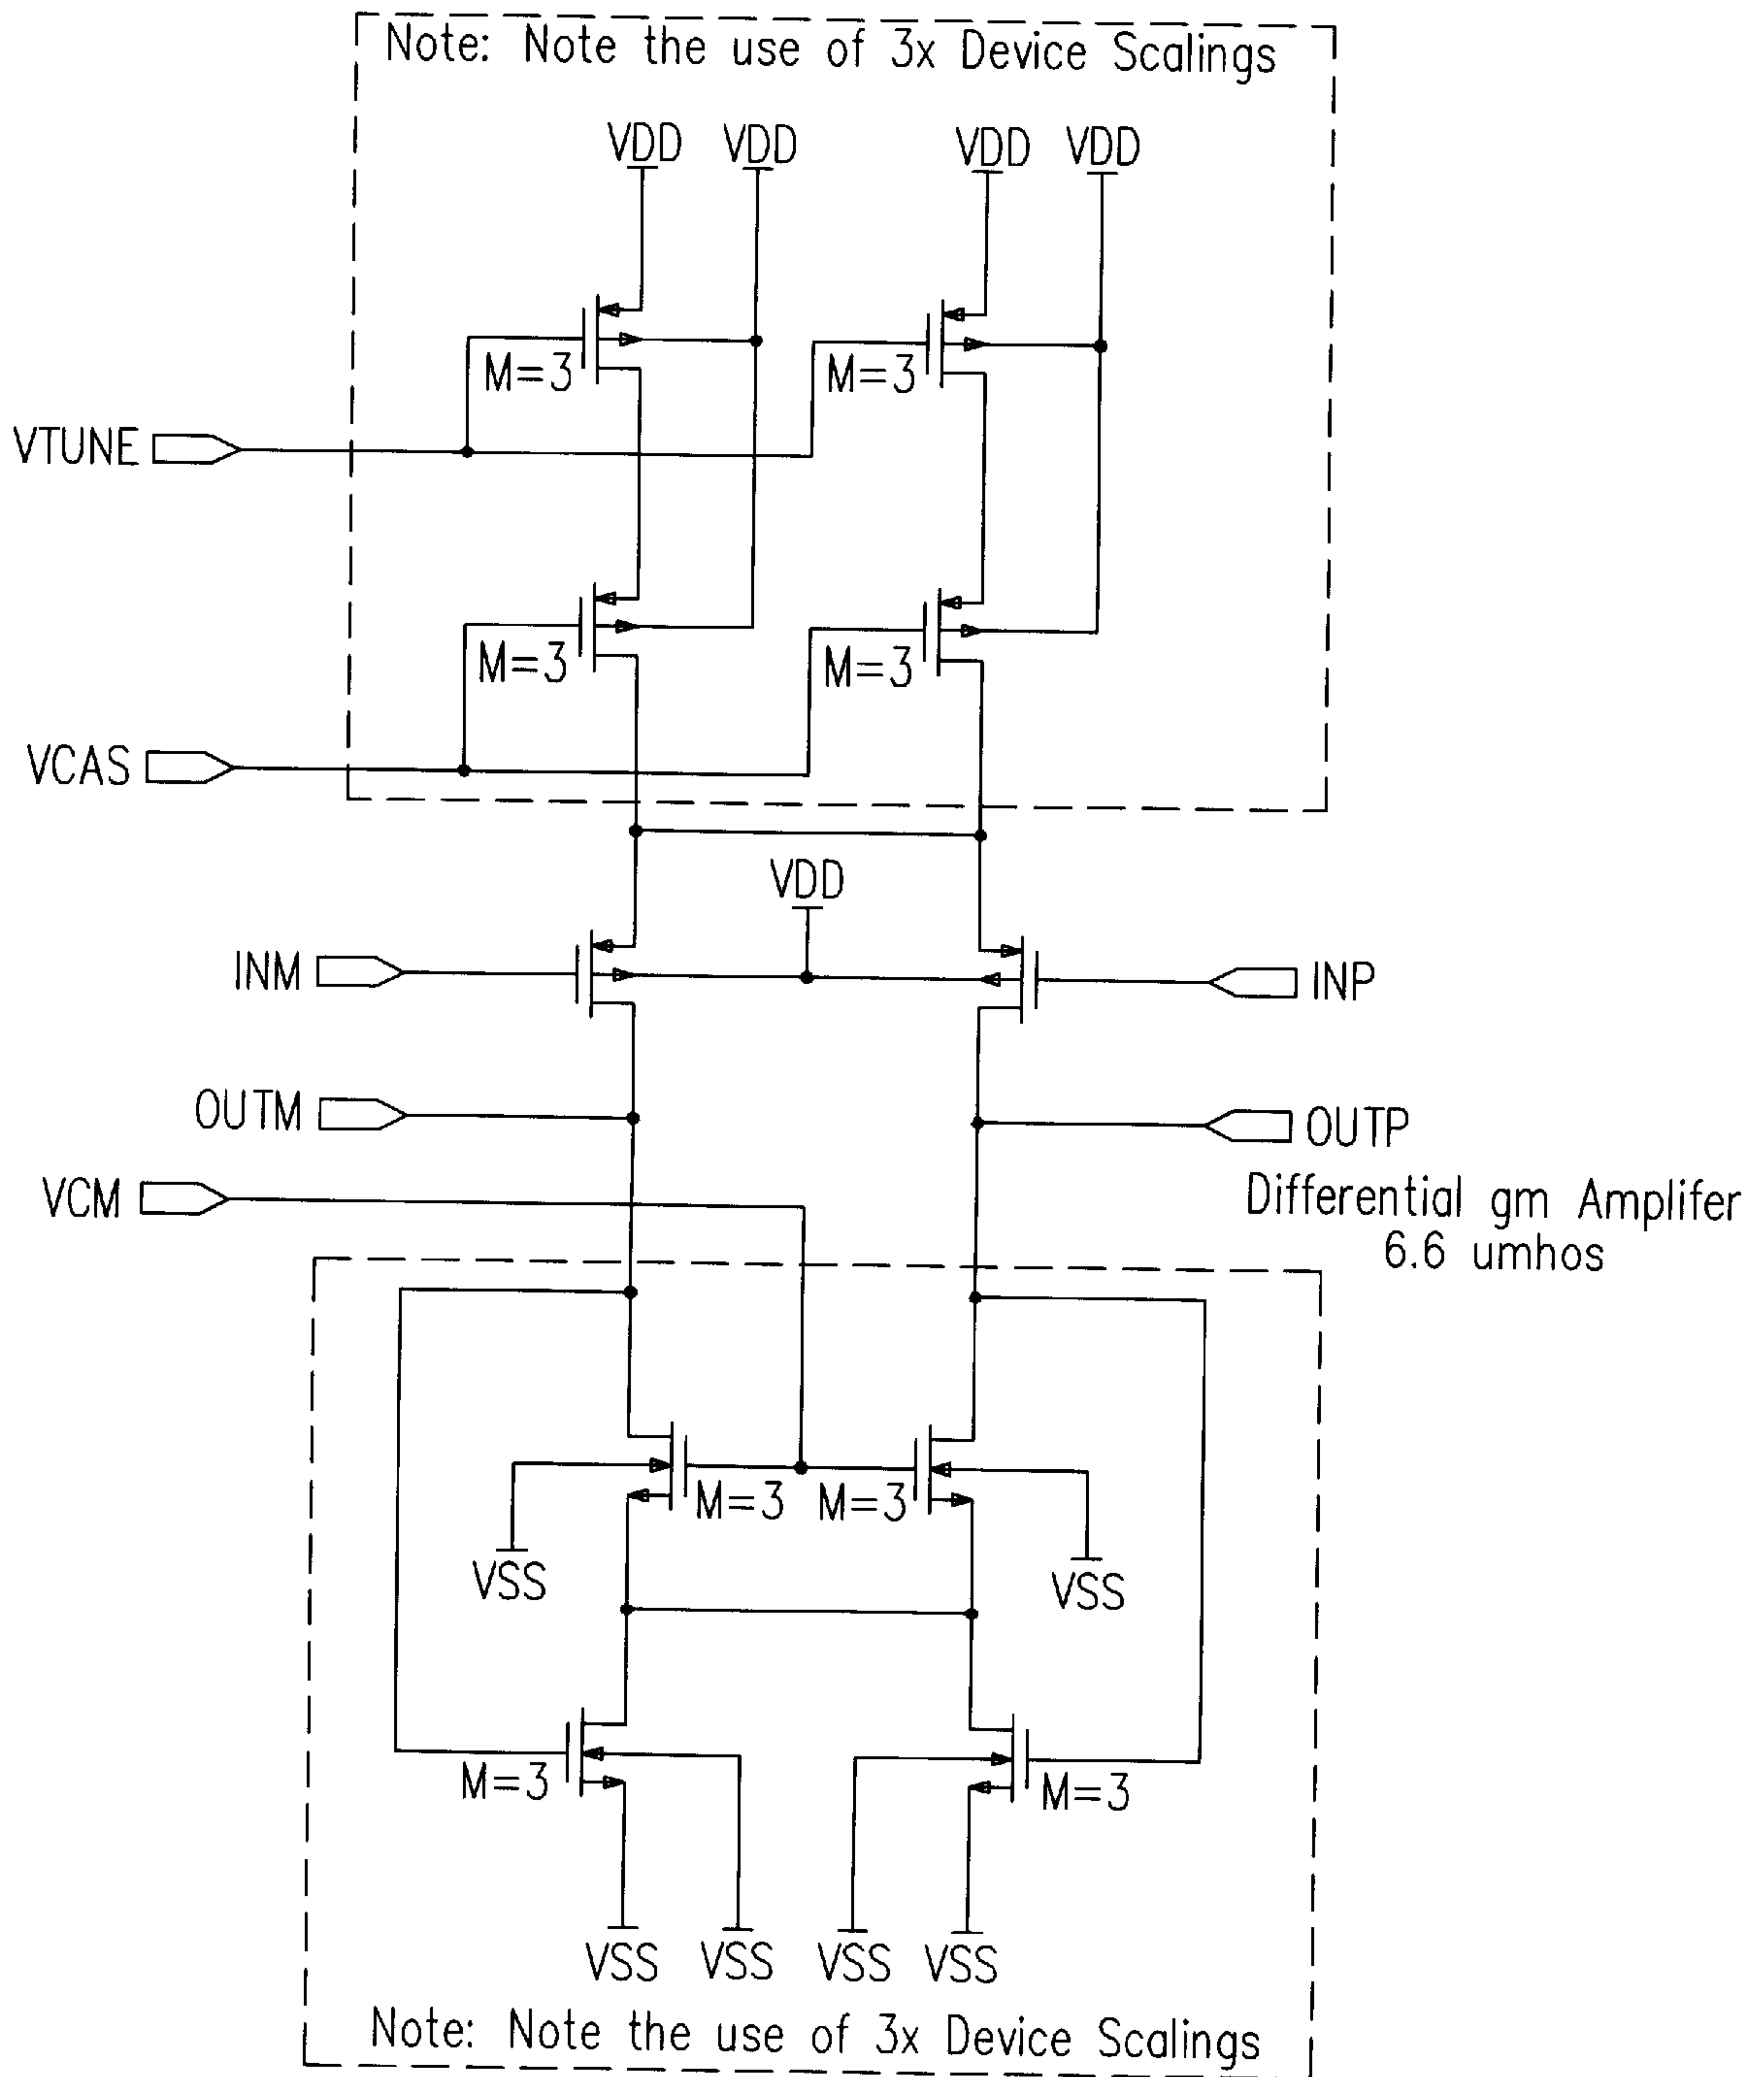 Note: Note the use of 3x Device Scalings
VDD VDD VDD VDD
M=3 M=3
VTUNE
M=3 M=3
VCAS
VDD
INM INP
OUTM OUTP
VCM
Differential gm Amplifer
6.6 umhos
M=3 M=3
VSS VSS
M=3 M=3
VSS VSS VSS VSS
Note: Note the use of 3x Device Scalings